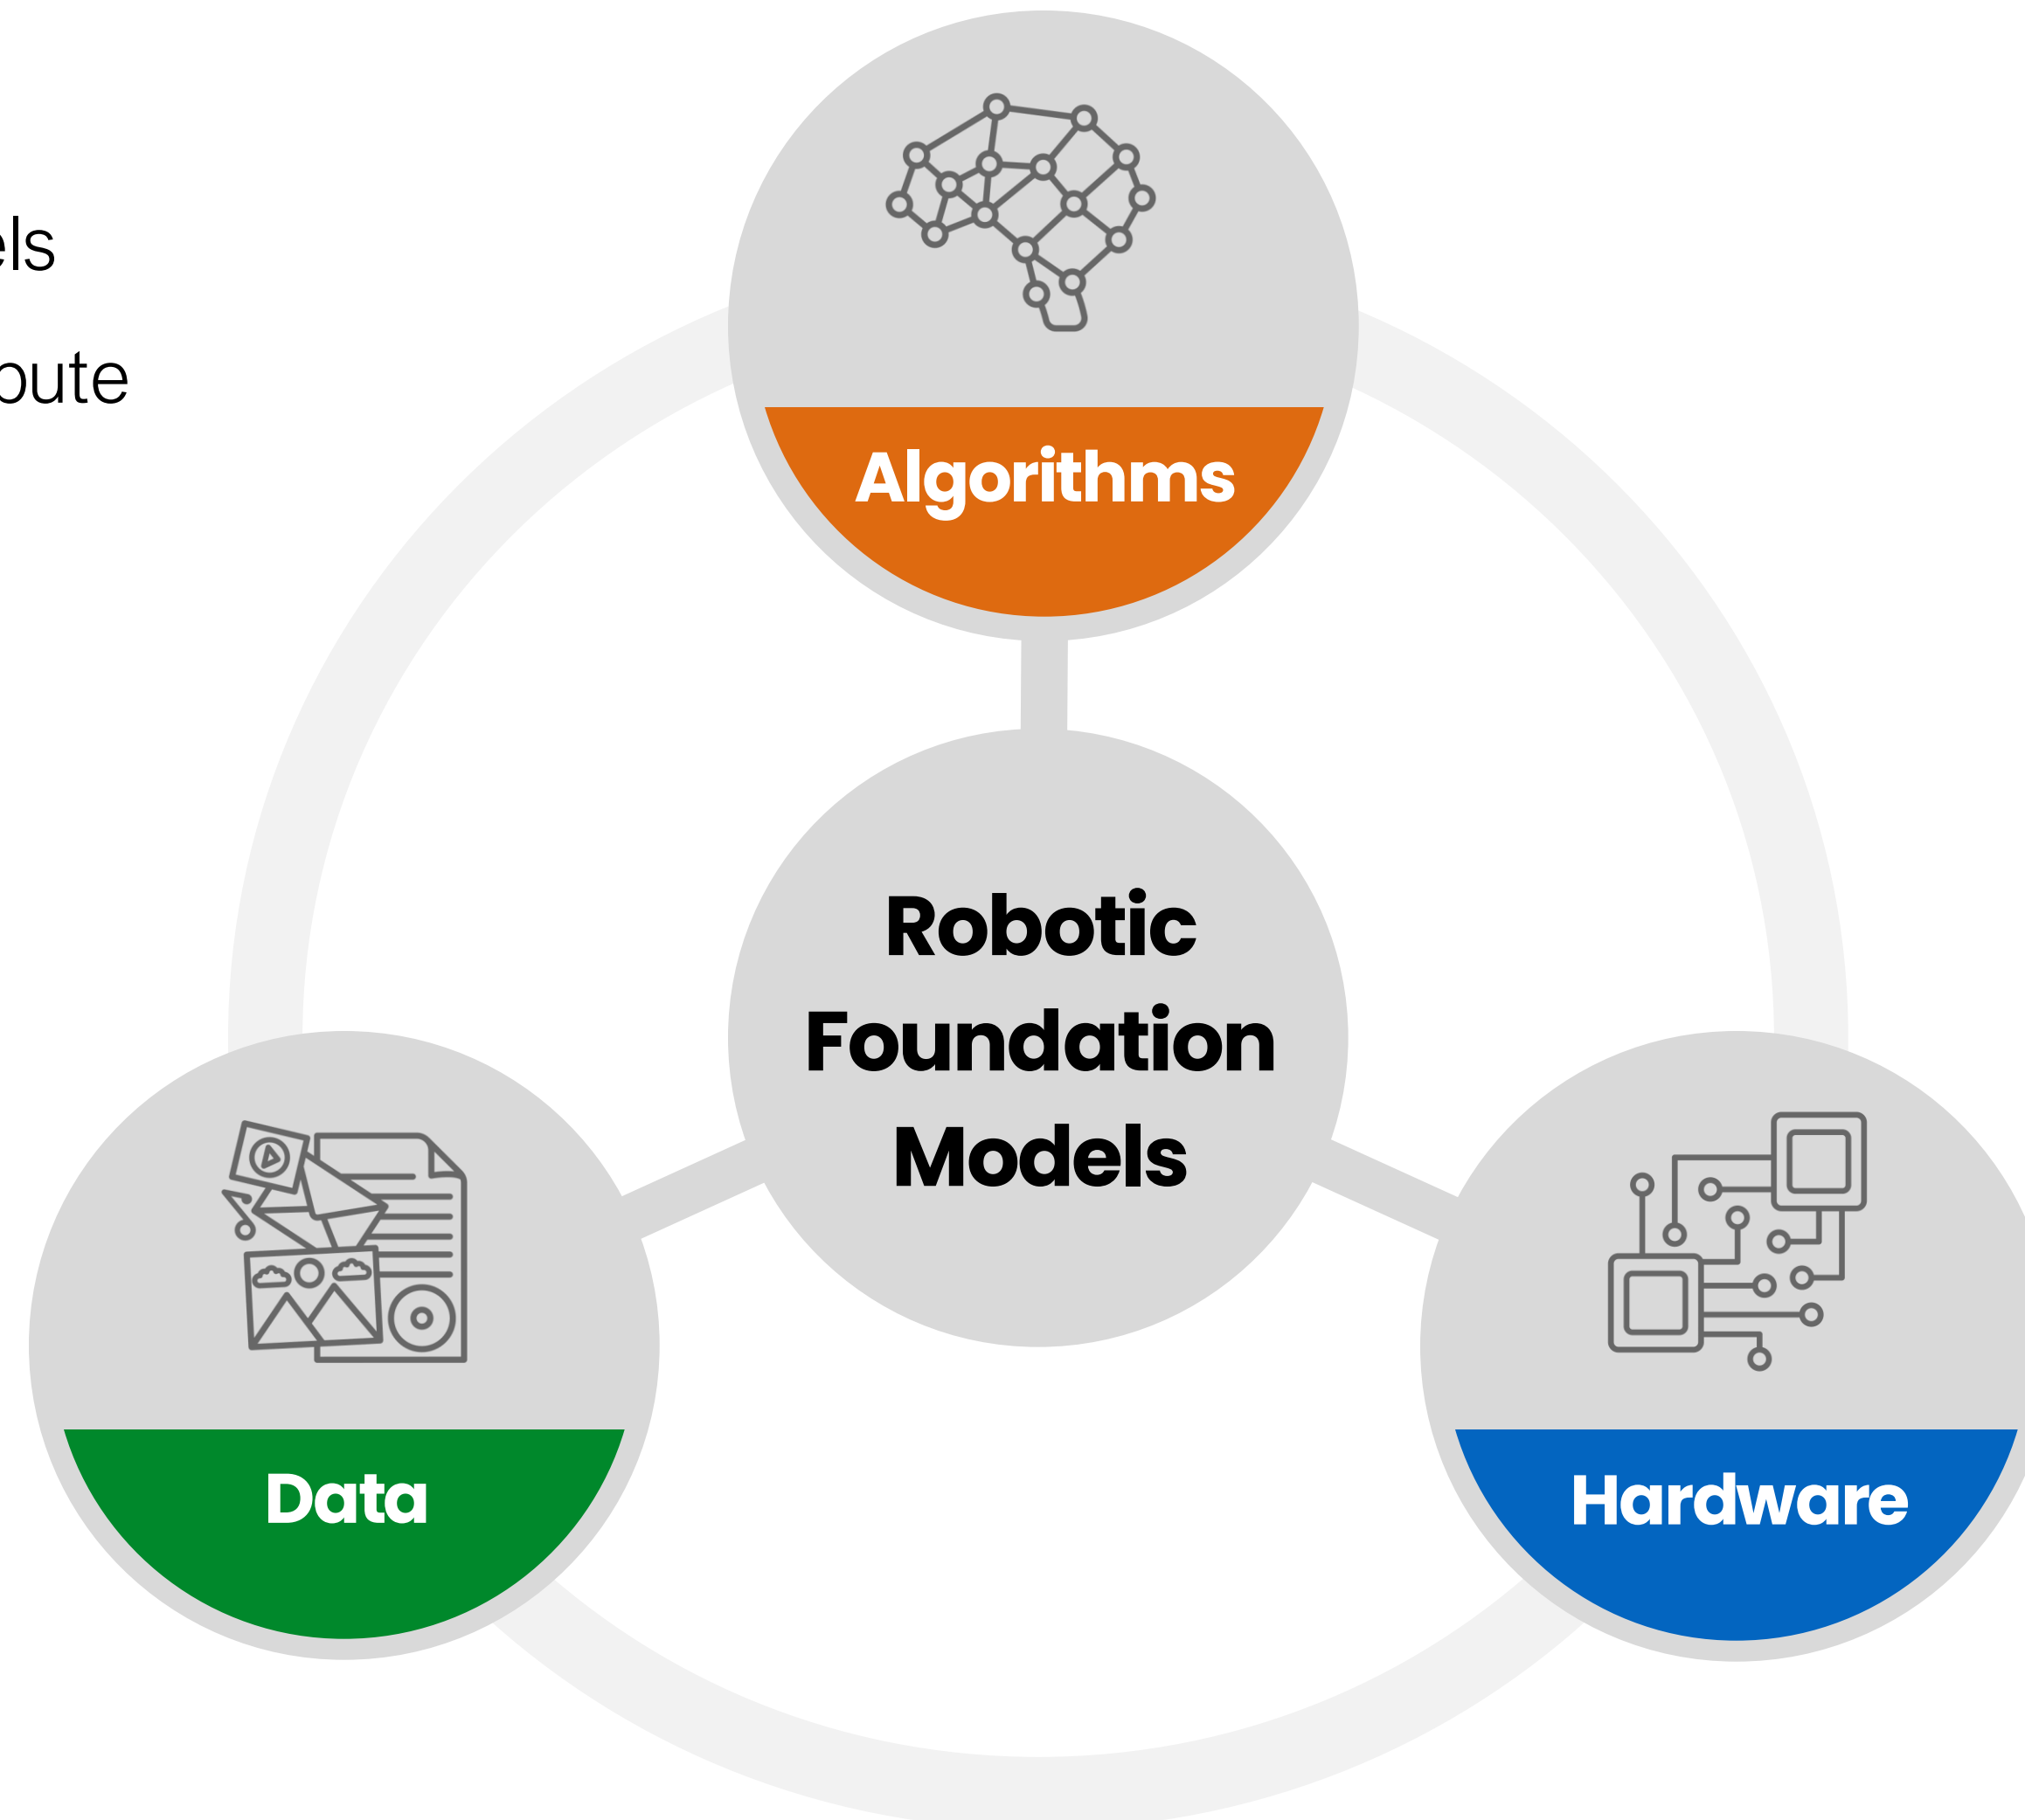 els
pute
Algorithms
Robotic
Foundation
Models
Data
Hardware